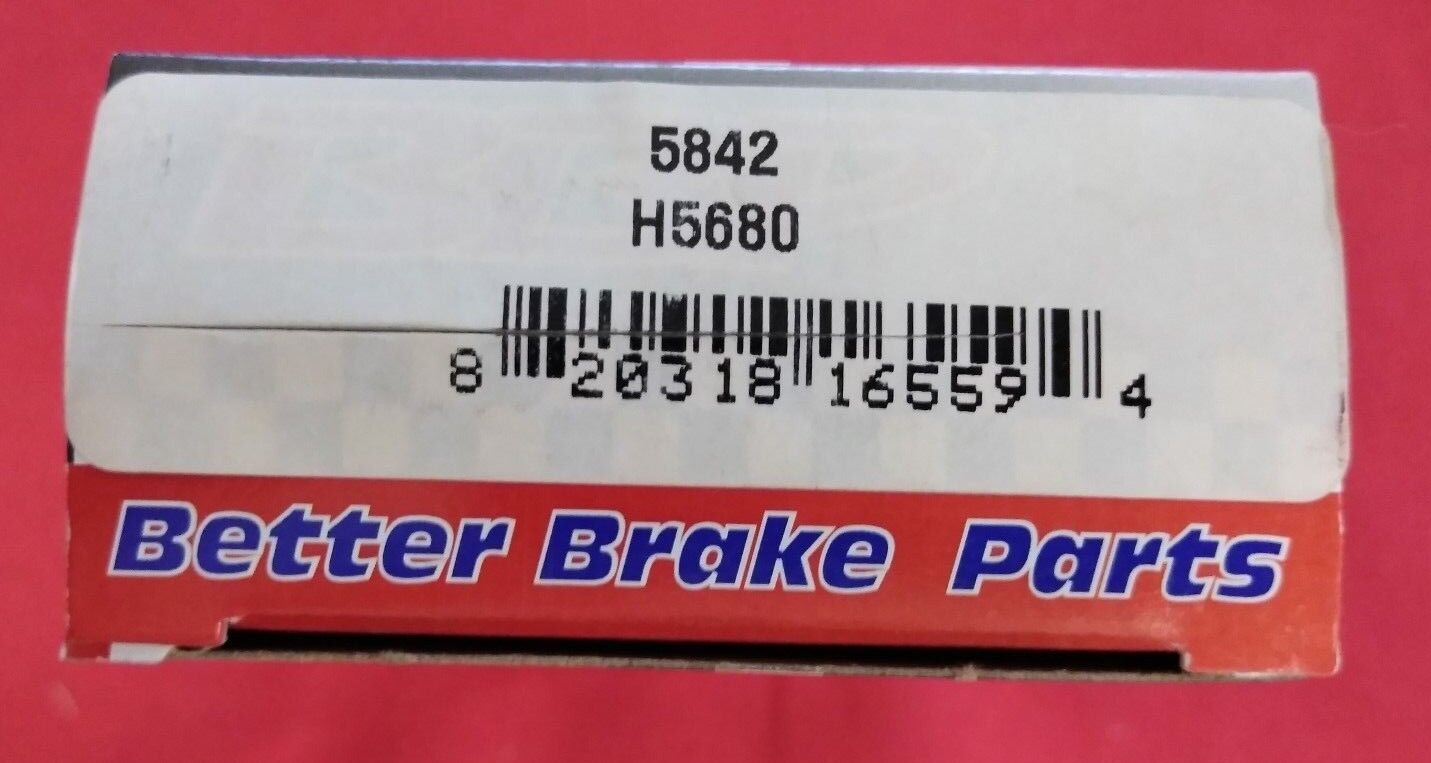 5842
H5680
8 20318 16559 4
Better Brake Parts